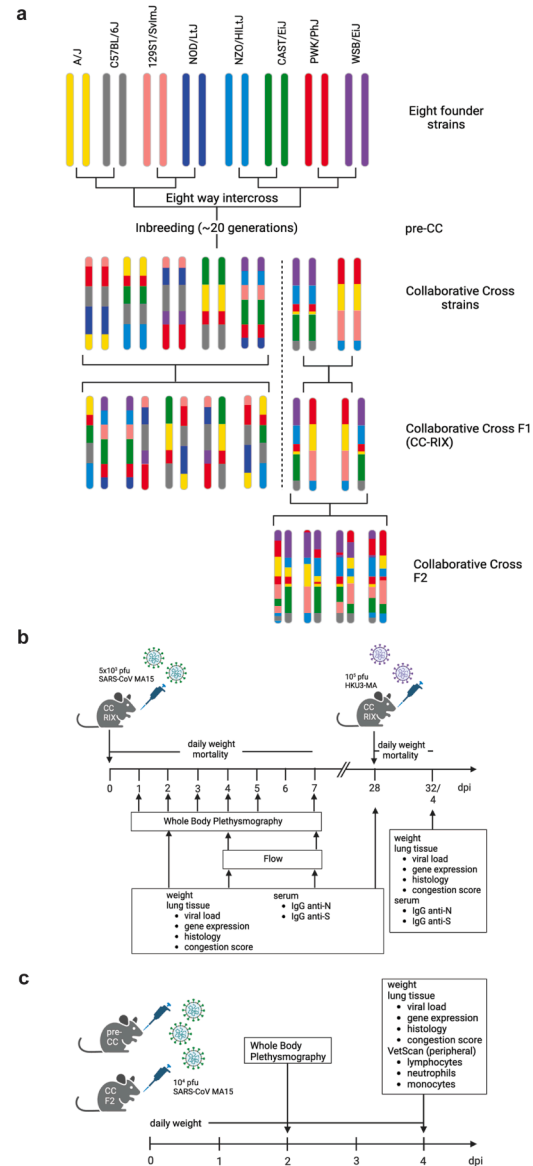 a
A/J
C57BL/6J
129S1/SvImJ
NOD/LtJ
NZO/HILtJ
CAST/EiJ
PWK/PhJ
WSB/EiJ
Eight founder
strains
Eight way intercross
Inbreeding (~20 generations)
pre-CC
Collaborative Cross
strains
Collaborative Cross F1
(CC-RIX)
Collaborative Cross
F2
b
5x10³ pfu
SARS-CoV MA15
CC
RIX
10⁵ pfu
HKU3-MA
CC
RIX
daily weight
mortality
daily weight
mortality
0 1 2 3 4 5 6 7 28 32/ dpi
4
Whole Body Plethysmography
Flow
weight
lung tissue
• viral load
• gene expression
• histology
• congestion score
serum
• IgG anti-N
• IgG anti-S
weight
lung tissue
• viral load
• gene expression
• histology
• congestion score
serum
• IgG anti-N
• IgG anti-S
c
pre-
CC
CC
F2
10⁴ pfu
SARS-CoV MA15
Whole Body
Plethysmography
weight
lung tissue
• viral load
• gene expression
• histology
• congestion score
VetScan (peripheral)
• lymphocytes
• neutrophils
• monocytes
daily weight
0 1 2 3 4 dpi